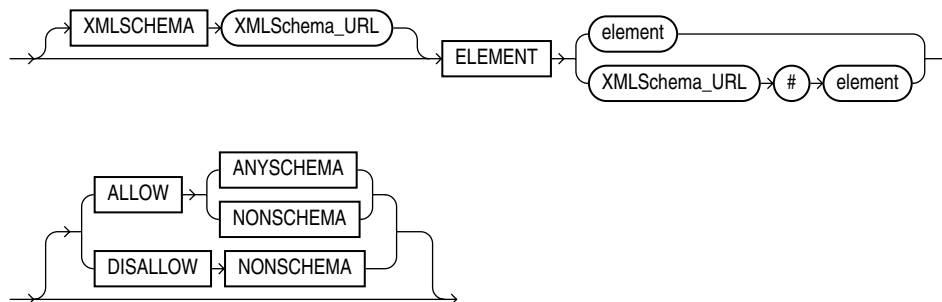 XMLSCHEMA XMLSchema_URL
ELEMENT
element
XMLSchema_URL # element
ALLOW
ANYSCHEMA
NONSCHEMA
DISALLOW NONSCHEMA